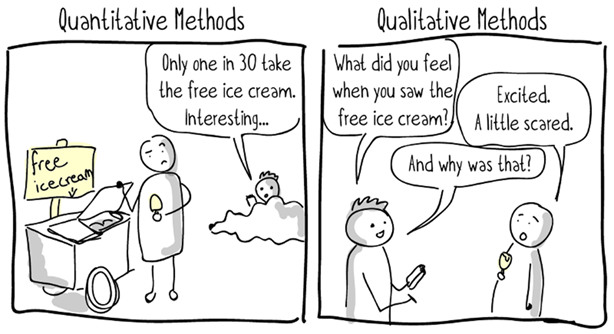 Quantitative Methods
Only one in 30 take
the free ice cream.
Interesting...
free
icecream
Qualitative Methods
What did you feel
when you saw the
free ice cream?
Excited.
A little scared.
And why was that?